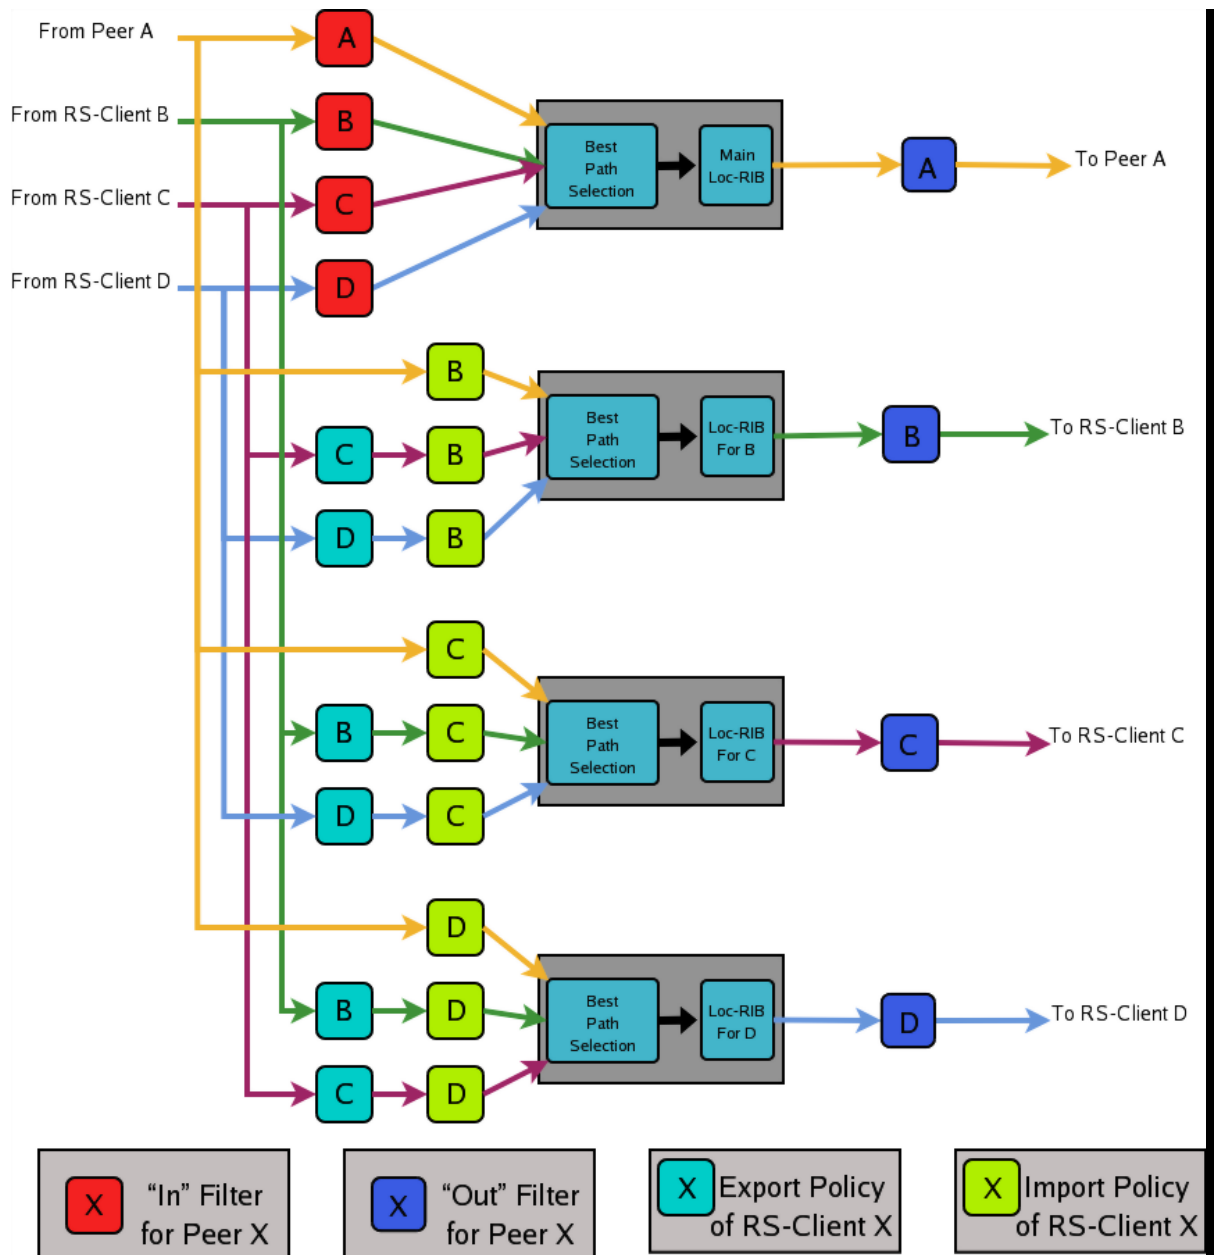 From Peer A
A
From RS-Client B
B
Best
Path
Selection
Main
Loc-RIB
A
To Peer A
From RS-Client C
C
From RS-Client D
D
B
C
B
D
B
Best
Path
Selection
Loc-RIB
For B
B
To RS-Client B
C
B
C
D
C
Best
Path
Selection
Loc-RIB
For C
C
To RS-Client C
D
B
D
C
D
Best
Path
Selection
Loc-RIB
For D
D
To RS-Client D
X
“In” Filter
for Peer X
X
“Out” Filter
for Peer X
X
Export Policy
of RS-Client X
X
Import Policy
of RS-Client X